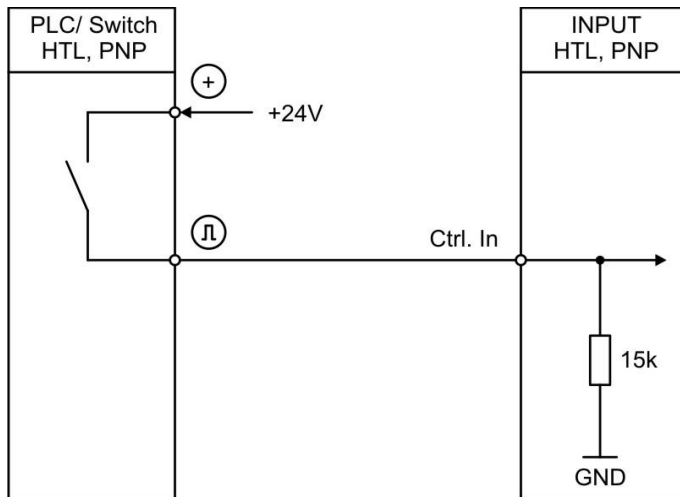 PLC/ Switch
HTL, PNP
INPUT
HTL, PNP
+
+24V
Ctrl. In
15k
GND